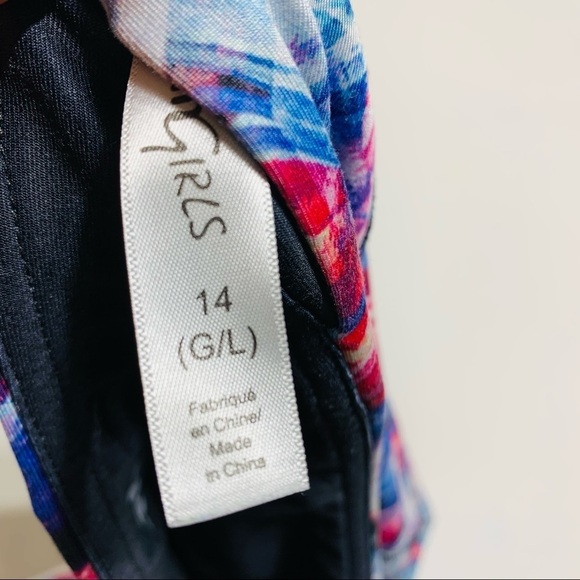 GIRLS
14
(G/L)
Fabriqué
en Chine/
Made
in China